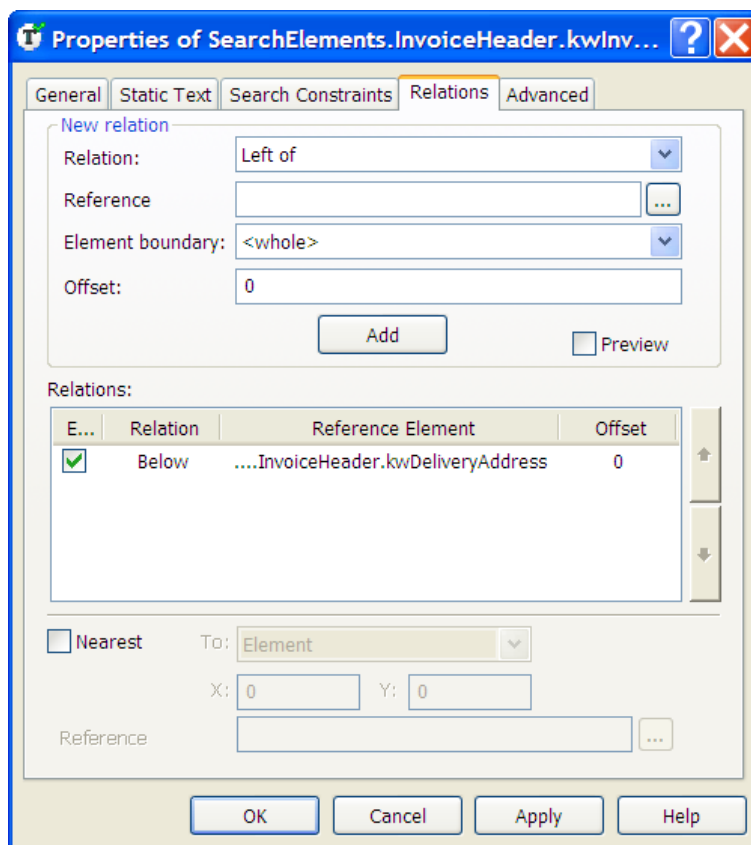 Properties of SearchElements.InvoiceHeader.kwInv... ?
General Static Text Search Constraints Relations Advanced
New relation
Relation: Left of
Reference ...
Element boundary: <whole>
Offset: 0
Add
Preview
Relations:
E... Relation Reference Element Offset
Below ....InvoiceHeader.kwDeliveryAddress 0
Nearest To: Element
X: 0 Y: 0
Reference ...
OK Cancel Apply Help